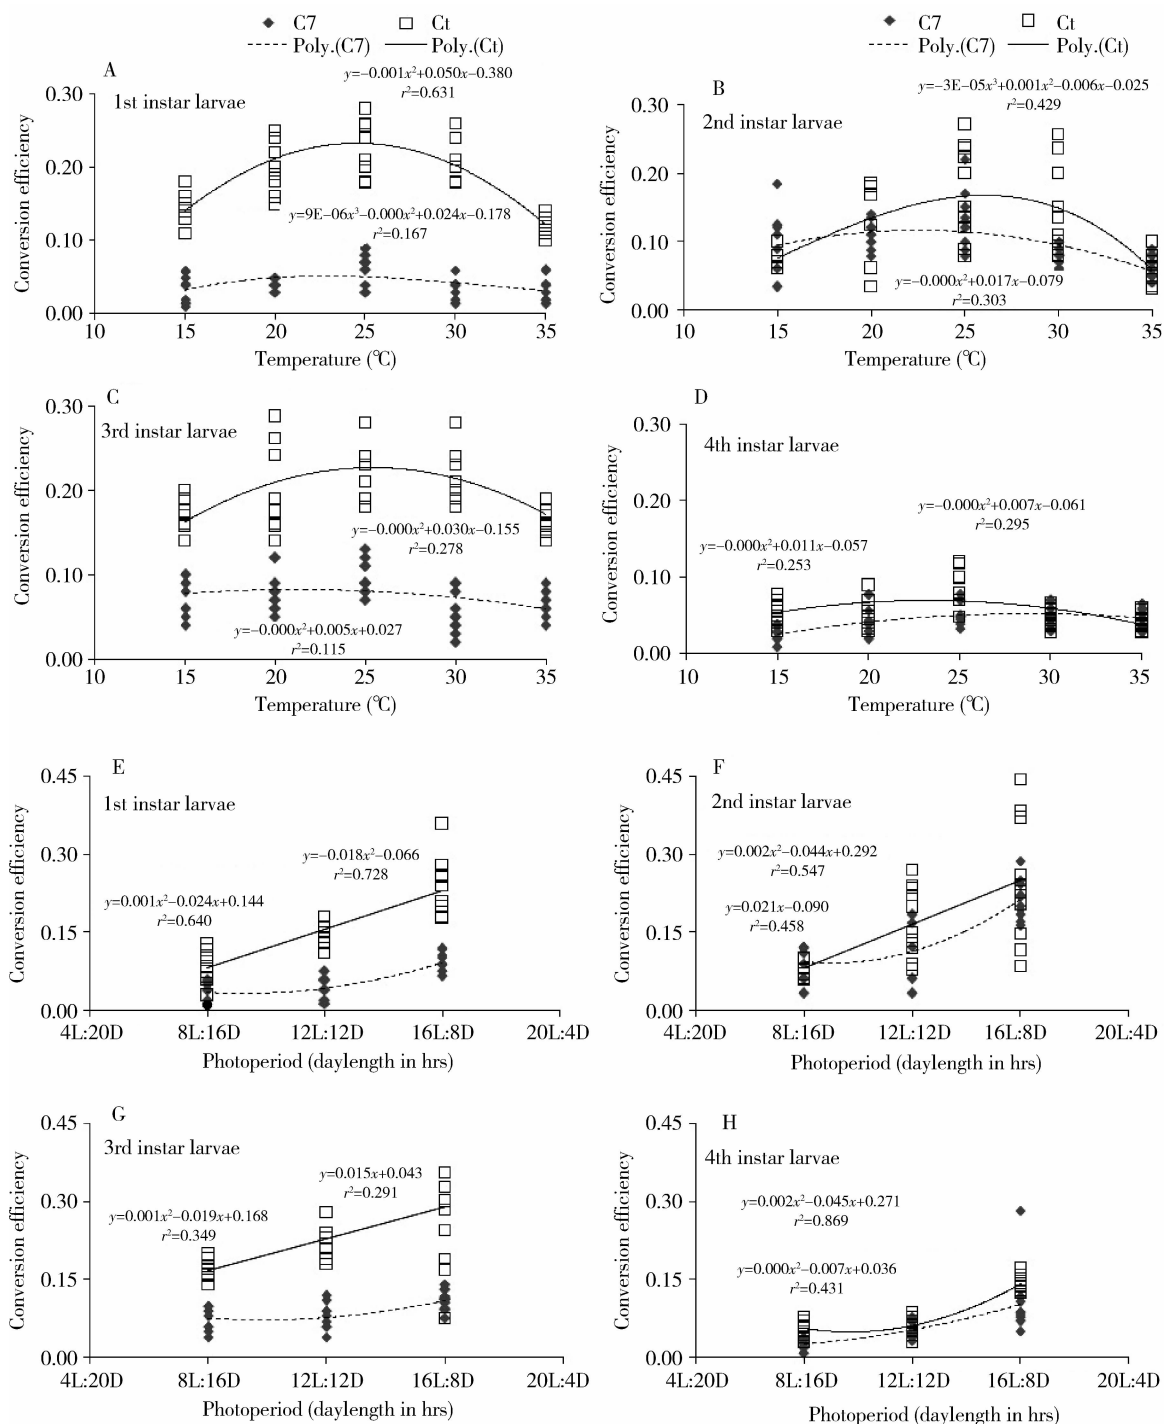 C7 Ct
Poly.(C7) Poly.(Ct)
C7 Ct
Poly.(C7) Poly.(Ct)
A
1st instar larvae
y=−0.001x²+0.050x−0.380
r²=0.631
y=9E−06x³−0.000x²+0.024x−0.178
r²=0.167
Conversion efficiency
0.30
0.20
0.10
0.00
10 15 20 25 30 35
Temperature (℃)
B
2nd instar larvae
y=−3E−05x³+0.001x²−0.006x−0.025
r²=0.429
y=−0.000x²+0.017x−0.079
r²=0.303
Conversion efficiency
0.30
0.20
0.10
0.00
10 15 20 25 30 35
Temperature (℃)
C
3rd instar larvae
y=−0.000x²+0.030x−0.155
r²=0.278
y=−0.000x²+0.005x+0.027
r²=0.115
Conversion efficiency
0.30
0.20
0.10
0.00
10 15 20 25 30 35
Temperature (℃)
D
4th instar larvae
y=−0.000x²+0.007x−0.061
r²=0.295
y=−0.000x²+0.011x−0.057
r²=0.253
Conversion efficiency
0.30
0.20
0.10
0.00
10 15 20 25 30 35
Temperature (℃)
E
1st instar larvae
y=−0.018x²−0.066
r²=0.728
y=0.001x²−0.024x+0.144
r²=0.640
Conversion efficiency
0.45
0.30
0.15
0.00
4L:20D 8L:16D 12L:12D 16L:8D 20L:4D
Photoperiod (daylength in hrs)
F
2nd instar larvae
y=0.002x²−0.044x+0.292
r²=0.547
y=0.021x−0.090
r²=0.458
Conversion efficiency
0.45
0.30
0.15
0.00
4L:20D 8L:16D 12L:12D 16L:8D 20L:4D
Photoperiod (daylength in hrs)
G
3rd instar larvae
y=0.015x+0.043
r²=0.291
y=0.001x²−0.019x+0.168
r²=0.349
Conversion efficiency
0.45
0.30
0.15
0.00
4L:20D 8L:16D 12L:12D 16L:8D 20L:4D
Photoperiod (daylength in hrs)
H
4th instar larvae
y=0.002x²−0.045x+0.271
r²=0.869
y=0.000x²−0.007x+0.036
r²=0.431
Conversion efficiency
0.45
0.30
0.15
0.00
4L:20D 8L:16D 12L:12D 16L:8D 20L:4D
Photoperiod (daylength in hrs)